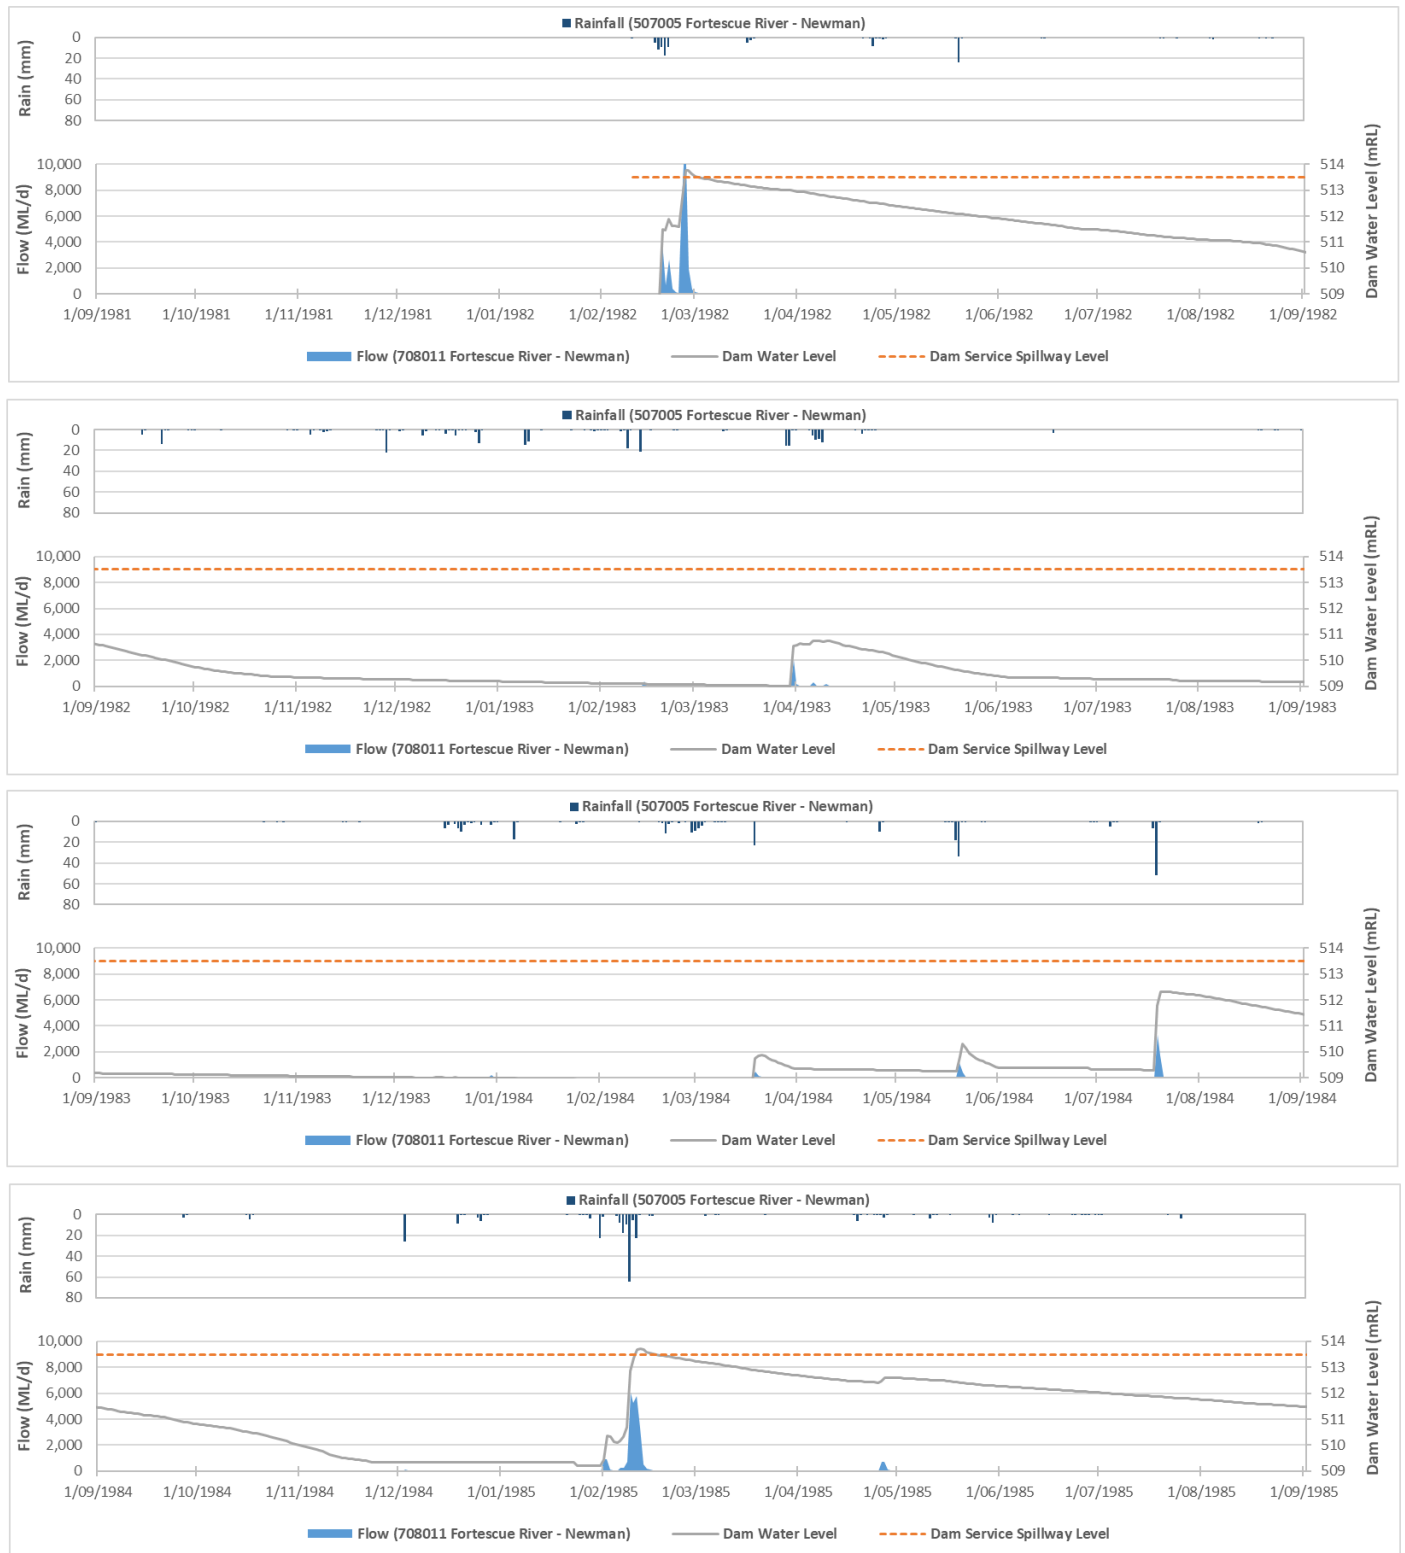 Rainfall (507005 Fortescue River - Newman)
Rain (mm)
0
20
40
60
80
Flow (ML/d)
10,000
8,000
6,000
4,000
2,000
0
Dam Water Level (mRL)
514
513
512
511
510
509
1/09/1981 1/10/1981 1/11/1981 1/12/1981 1/01/1982 1/02/1982 1/03/1982 1/04/1982 1/05/1982 1/06/1982 1/07/1982 1/08/1982 1/09/1982
Flow (708011 Fortescue River - Newman) Dam Water Level Dam Service Spillway Level
Rainfall (507005 Fortescue River - Newman)
Rain (mm)
0
20
40
60
80
Flow (ML/d)
10,000
8,000
6,000
4,000
2,000
0
Dam Water Level (mRL)
514
513
512
511
510
509
1/09/1982 1/10/1982 1/11/1982 1/12/1982 1/01/1983 1/02/1983 1/03/1983 1/04/1983 1/05/1983 1/06/1983 1/07/1983 1/08/1983 1/09/1983
Flow (708011 Fortescue River - Newman) Dam Water Level Dam Service Spillway Level
Rainfall (507005 Fortescue River - Newman)
Rain (mm)
0
20
40
60
80
Flow (ML/d)
10,000
8,000
6,000
4,000
2,000
0
Dam Water Level (mRL)
514
513
512
511
510
509
1/09/1983 1/10/1983 1/11/1983 1/12/1983 1/01/1984 1/02/1984 1/03/1984 1/04/1984 1/05/1984 1/06/1984 1/07/1984 1/08/1984 1/09/1984
Flow (708011 Fortescue River - Newman) Dam Water Level Dam Service Spillway Level
Rainfall (507005 Fortescue River - Newman)
Rain (mm)
0
20
40
60
80
Flow (ML/d)
10,000
8,000
6,000
4,000
2,000
0
Dam Water Level (mRL)
514
513
512
511
510
509
1/09/1984 1/10/1984 1/11/1984 1/12/1984 1/01/1985 1/02/1985 1/03/1985 1/04/1985 1/05/1985 1/06/1985 1/07/1985 1/08/1985 1/09/1985
Flow (708011 Fortescue River - Newman) Dam Water Level Dam Service Spillway Level